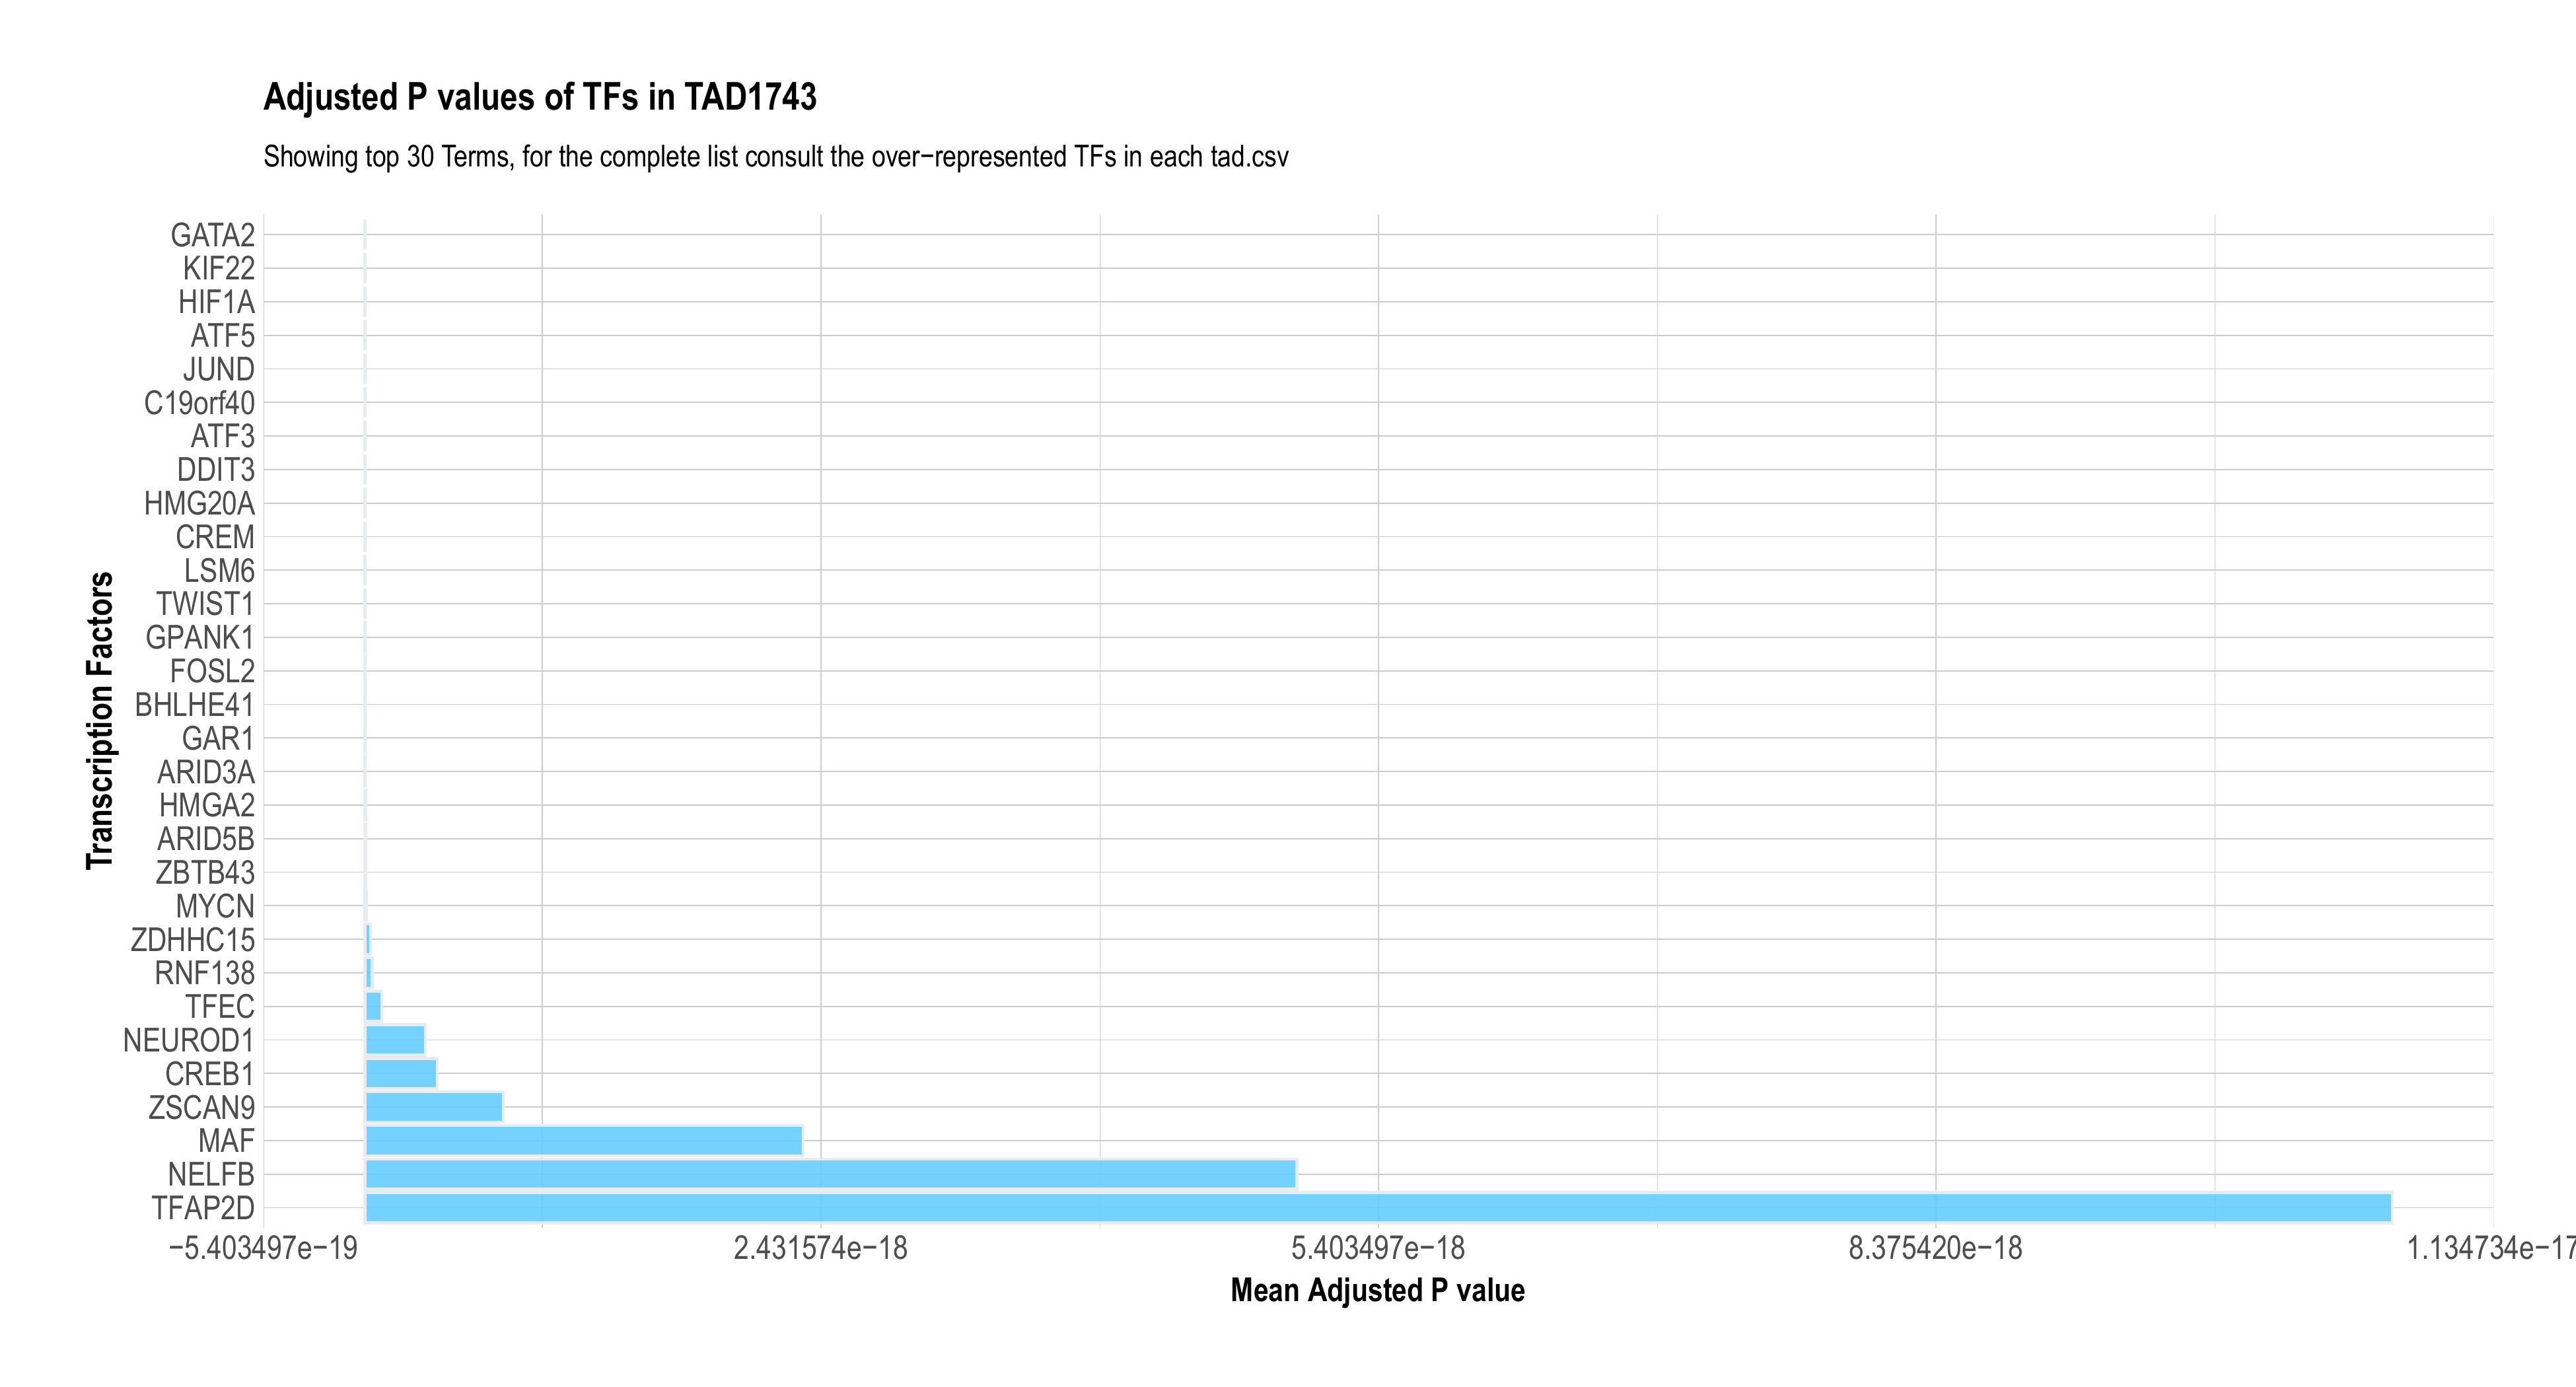 Adjusted P values of TFs in TAD1743
Showing top 30 Terms, for the complete list consult the over−represented TFs in each tad.csv
Transcription Factors
GATA2
KIF22
HIF1A
ATF5
JUND
C19orf40
ATF3
DDIT3
HMG20A
CREM
LSM6
TWIST1
GPANK1
FOSL2
BHLHE41
GAR1
ARID3A
HMGA2
ARID5B
ZBTB43
MYCN
ZDHHC15
RNF138
TFEC
NEUROD1
CREB1
ZSCAN9
MAF
NELFB
TFAP2D
−5.403497e−19 2.431574e−18 5.403497e−18 8.375420e−18 1.134734e−17
Mean Adjusted P value